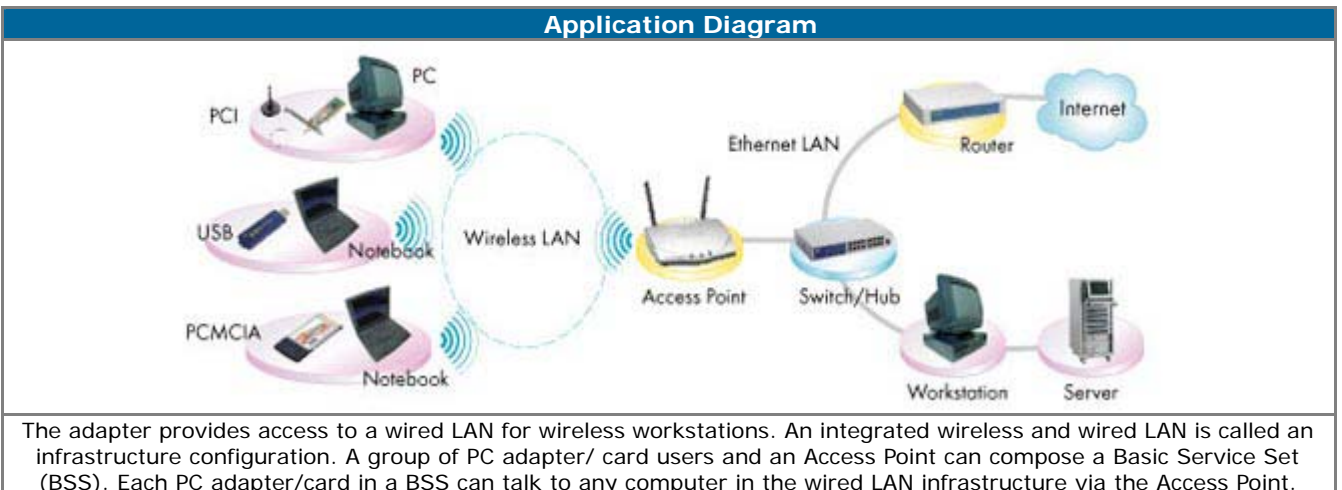 Application Diagram
PC
PCI
Internet
Ethernet LAN
Router
USB
Notebook
Wireless LAN
Access Point
Switch/Hub
PCMCIA
Notebook
Workstation
Server
The adapter provides access to a wired LAN for wireless workstations. An integrated wireless and wired LAN is called an
infrastructure configuration. A group of PC adapter/ card users and an Access Point can compose a Basic Service Set
(BSS). Each PC adapter/card in a BSS can talk to any computer in the wired LAN infrastructure via the Access Point.